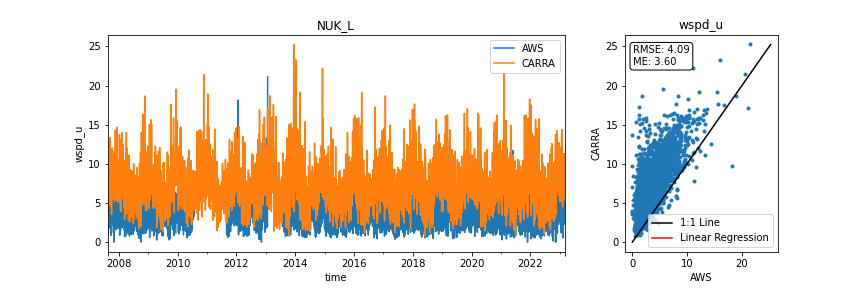 NUK_L
wspd_u
25
20
15
10
5
0
2008
2010
2012
2014
2016
2018
2020
2022
time
AWS
CARRA
wspd_u
CARRA
25
20
15
10
5
0
0
10
20
AWS
RMSE: 4.09
ME: 3.60
1:1 Line
Linear Regression